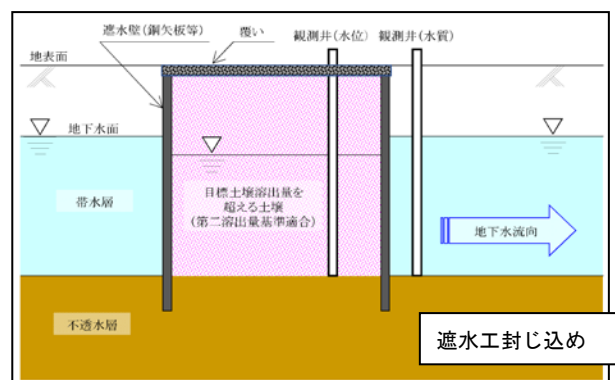 遮水壁(鋼矢板等)
覆い
観測井(水位)
観測井(水質)
地表面
地下水面
帯水層
目標土壌溶出量を
超える土壌
(第二溶出量基準適合)
地下水流向
不透水層
遮水工封じ込め